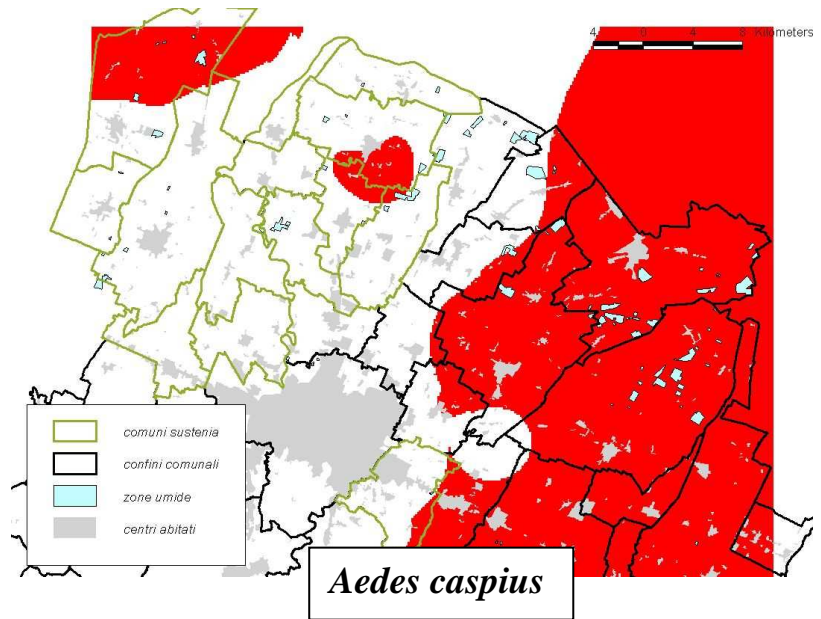 4 0 4 8 Kilometers
comuni sustenia
confini comunali
zone umide
centri abitati
Aedes caspius